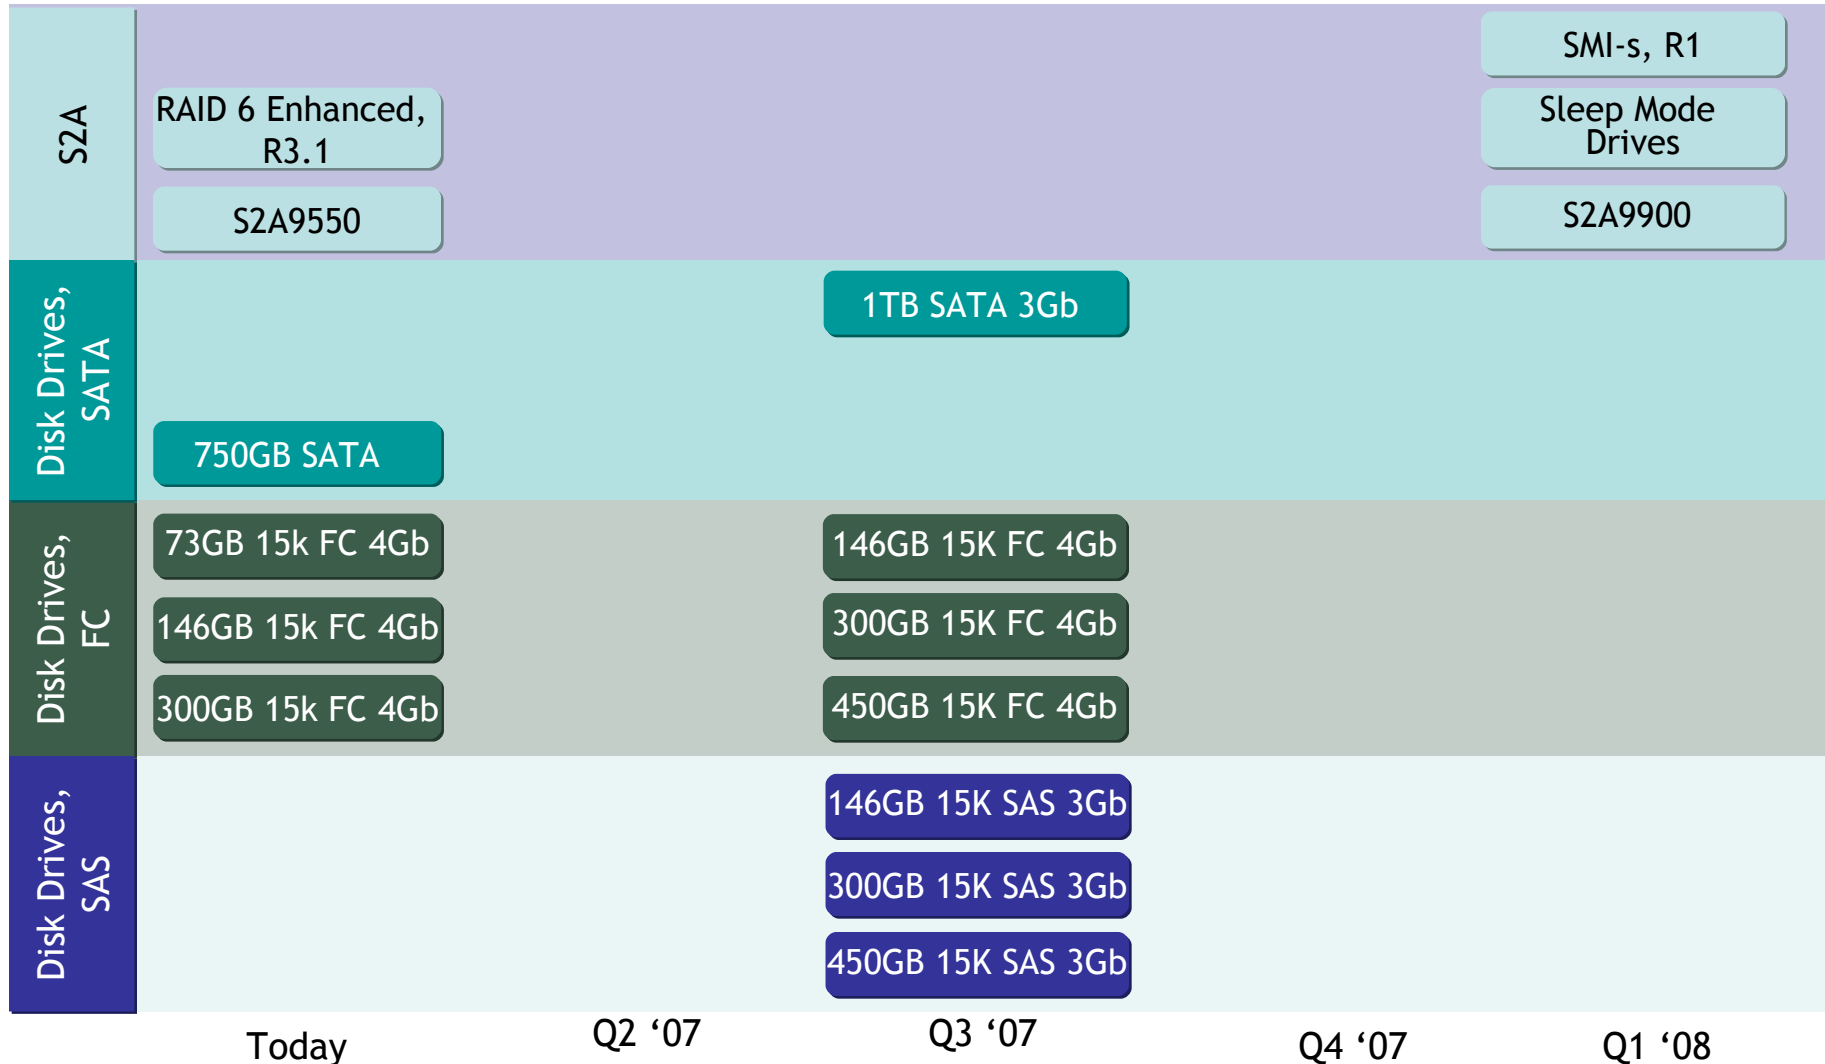 S2A
RAID 6 Enhanced,
R3.1
S2A9550
SMI-s, R1
Sleep Mode
Drives
S2A9900
Disk Drives,
SATA
1TB SATA 3Gb
750GB SATA
Disk Drives,
FC
73GB 15k FC 4Gb
146GB 15k FC 4Gb
300GB 15k FC 4Gb
146GB 15K FC 4Gb
300GB 15K FC 4Gb
450GB 15K FC 4Gb
Disk Drives,
SAS
146GB 15K SAS 3Gb
300GB 15K SAS 3Gb
450GB 15K SAS 3Gb
Today
Q2 ‘07
Q3 ‘07
Q4 ‘07
Q1 ‘08